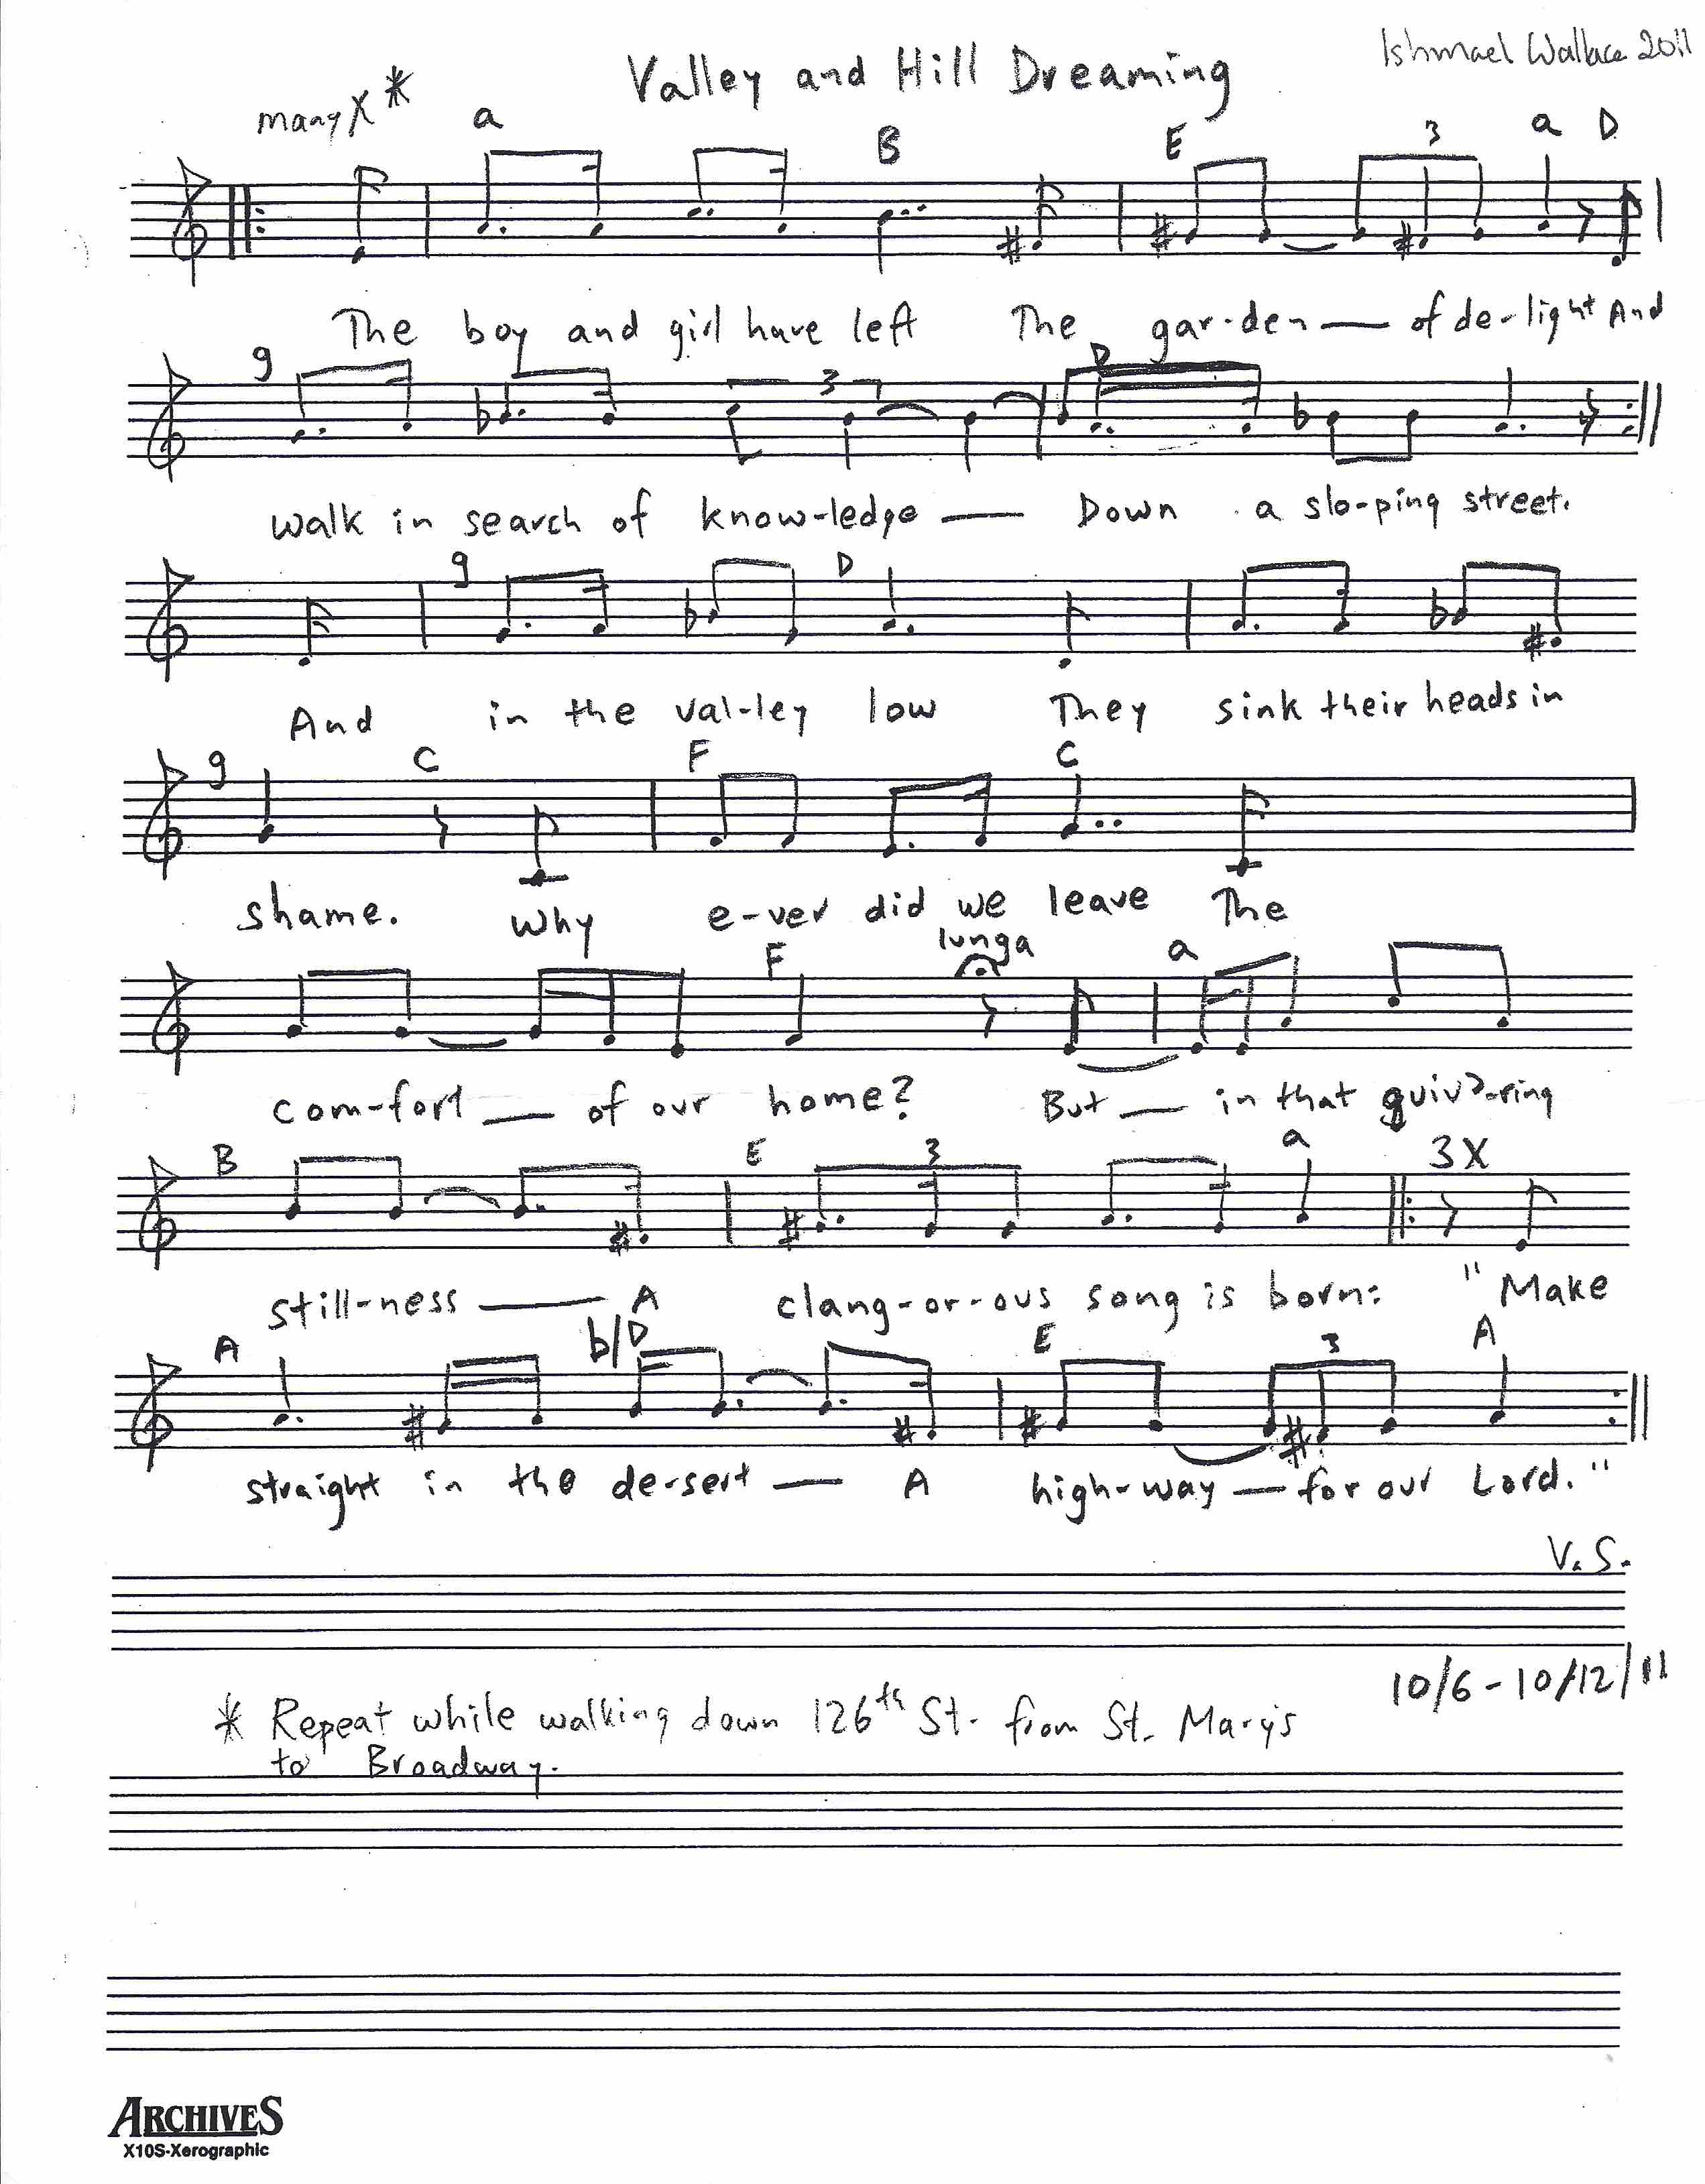 Ishmael Wallace 2011
Valley and Hill Dreaming
many X *
a B E 3 a D
The boy and girl have left The gar-den — of de-light And
g 3 D
walk in search of know-ledge — Down a slo-ping street.
g D
And in the val-ley low They sink their heads in
g C F C
shame. Why e-ver did we leave The
F lunga a
com-fort — of our home? But — in that quiv'-ring
B E 3 a 3X
still-ness — A clang-or-ous song is born: "Make
A b/D E 3 A
straight in the de-sert — A high-way — for our Lord."
V.S.
10/6-10/12/11
* Repeat while walking down 126th St. from St. Mary's
to Broadway.
ARCHIVES
X10S-Xerographic